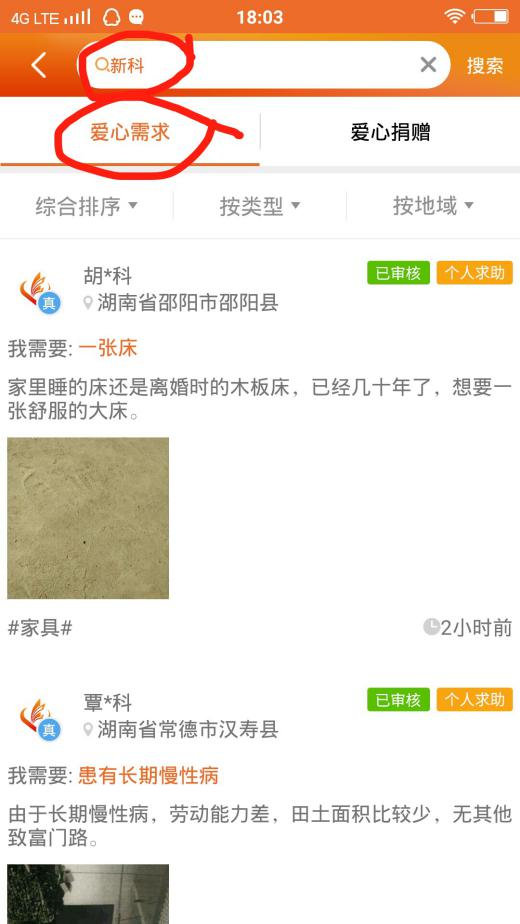 4G LTE 18:03
新科 搜索
爱心需求 爱心捐赠
综合排序 按类型 按地域
胡*科 已审核 个人求助
真 湖南省邵阳市邵阳县
我需要: 一张床
家里睡的床还是离婚时的木板床，已经几十年了，想要一
张舒服的大床。
#家具# 2小时前
覃*科 已审核 个人求助
真 湖南省常德市汉寿县
我需要: 患有长期慢性病
由于长期慢性病，劳动能力差，田土面积比较少，无其他
致富门路。